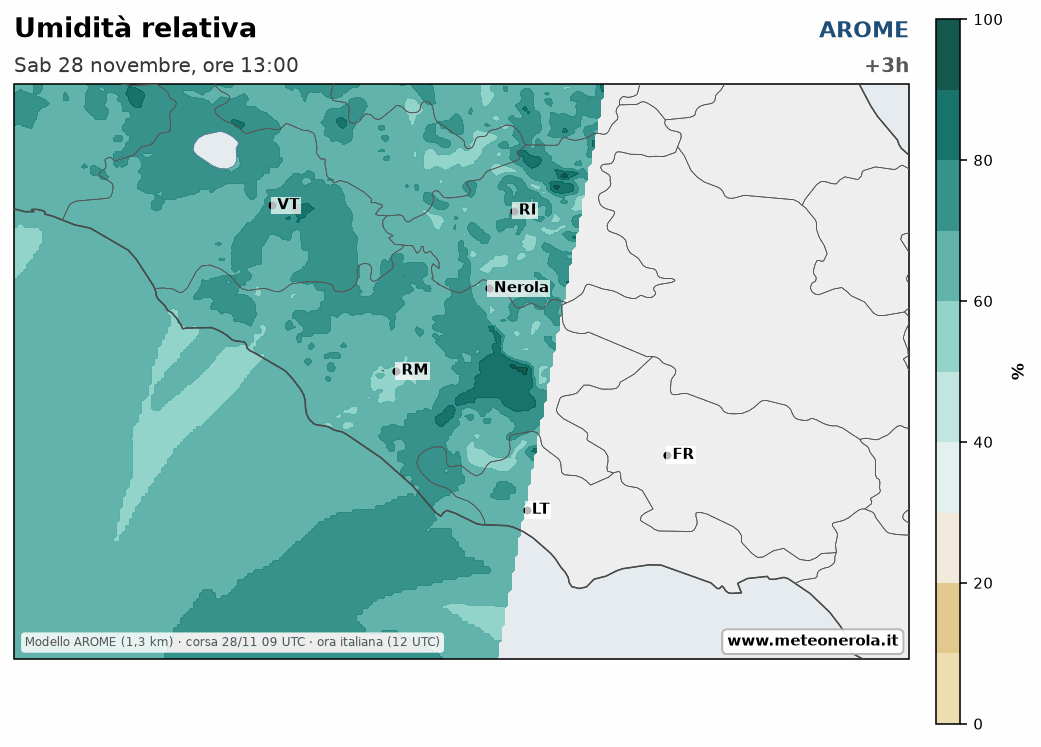 Umidità relativa
AROME
Sab 28 novembre, ore 13:00
+3h
100
80
60
40
20
0
%
VT
RI
Nerola
RM
FR
LT
Modello AROME (1,3 km) · corsa 28/11 09 UTC · ora italiana (12 UTC)
www.meteonerola.it